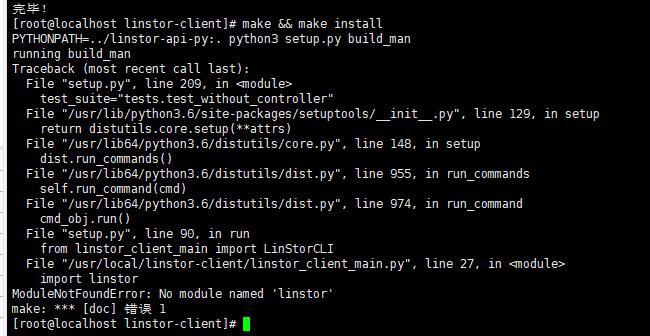 完毕！
[root@localhost linstor-client]# make && make install
PYTHONPATH=../linstor-api-py:. python3 setup.py build_man
running build_man
Traceback (most recent call last):
  File "setup.py", line 209, in <module>
    test_suite="tests.test_without_controller"
  File "/usr/lib/python3.6/site-packages/setuptools/__init__.py", line 129, in setup
    return distutils.core.setup(**attrs)
  File "/usr/lib64/python3.6/distutils/core.py", line 148, in setup
    dist.run_commands()
  File "/usr/lib64/python3.6/distutils/dist.py", line 955, in run_commands
    self.run_command(cmd)
  File "/usr/lib64/python3.6/distutils/dist.py", line 974, in run_command
    cmd_obj.run()
  File "setup.py", line 90, in run
    from linstor_client_main import LinStorCLI
  File "/usr/local/linstor-client/linstor_client_main.py", line 27, in <module>
    import linstor
ModuleNotFoundError: No module named 'linstor'
make: *** [doc] 错误 1
[root@localhost linstor-client]#